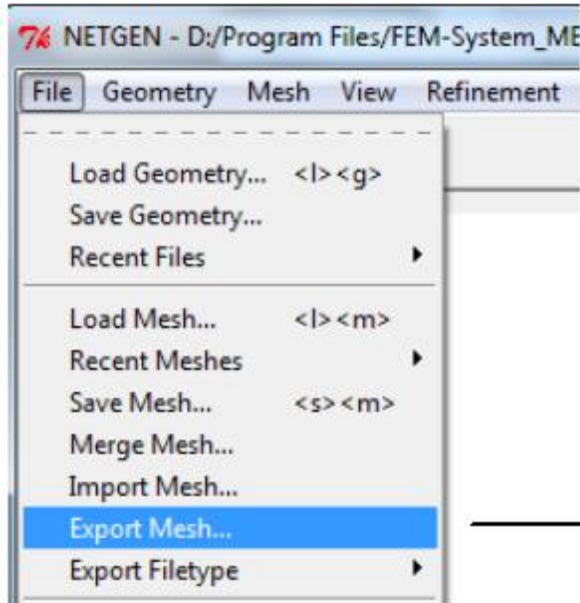 NETGEN - D:/Program Files/FEM-System_ME
File Geometry Mesh View Refinement
Load Geometry... <l><g>
Save Geometry...
Recent Files
Load Mesh... <l><m>
Recent Meshes
Save Mesh... <s><m>
Merge Mesh...
Import Mesh...
Export Mesh...
Export Filetype